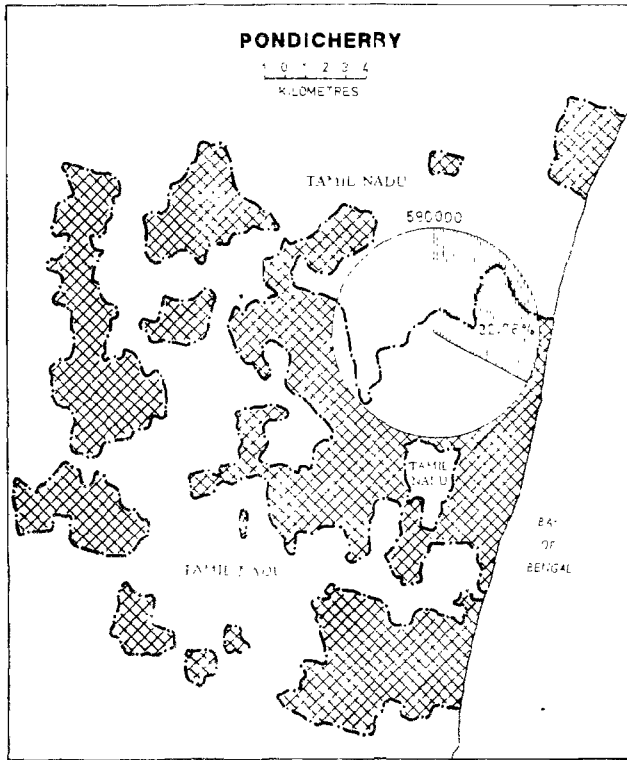 PONDICHERRY
1 0 1 2 3 4
KILOMETRES
TAMIL NADU
590000
TAMIL
NADU
BAY
OF
BENGAL
TAMIL NADU